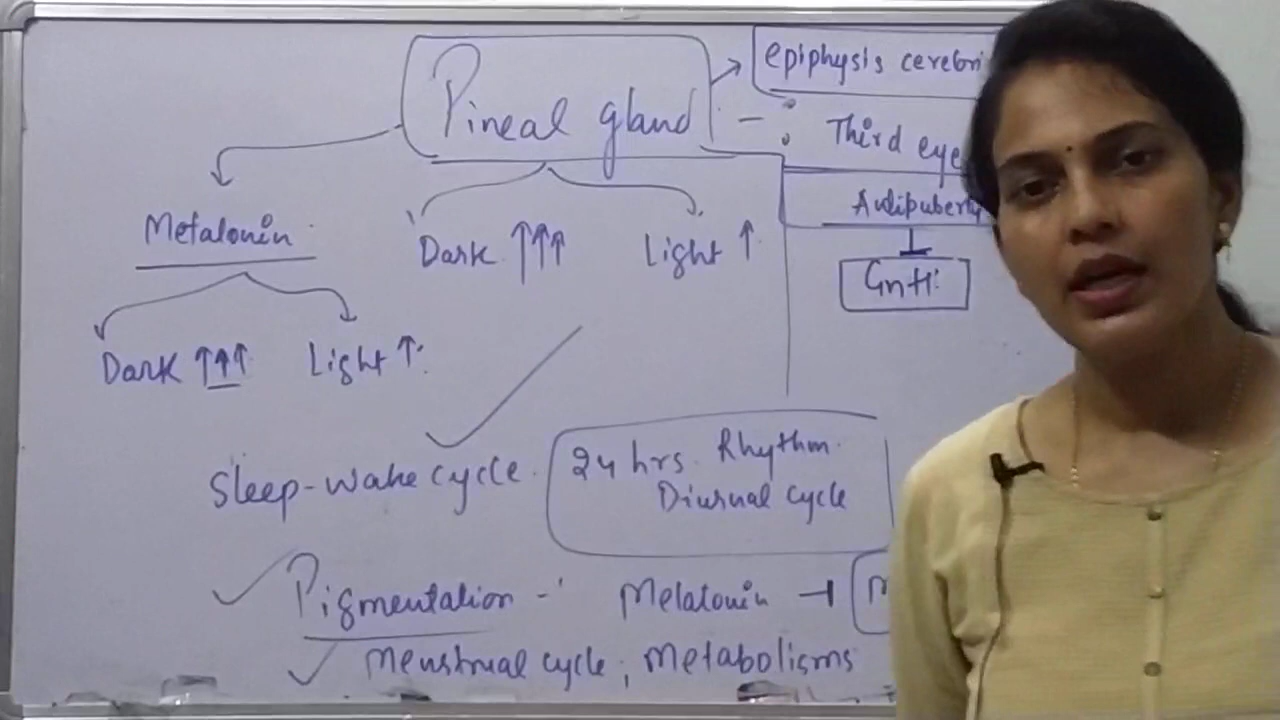 epiphysis cerebri
Pineal gland
Third eye
Antipuberty
Metalonin
Dark ↑↑↑
Light ↑
GnH
Dark ↑↑↑
Light ↑
24 hrs. Rhythm
Sleep-wake cycle.
Diurnal cycle
Pigmentation - Melatonin ⊣
Menstrual cycle, Metabolisms